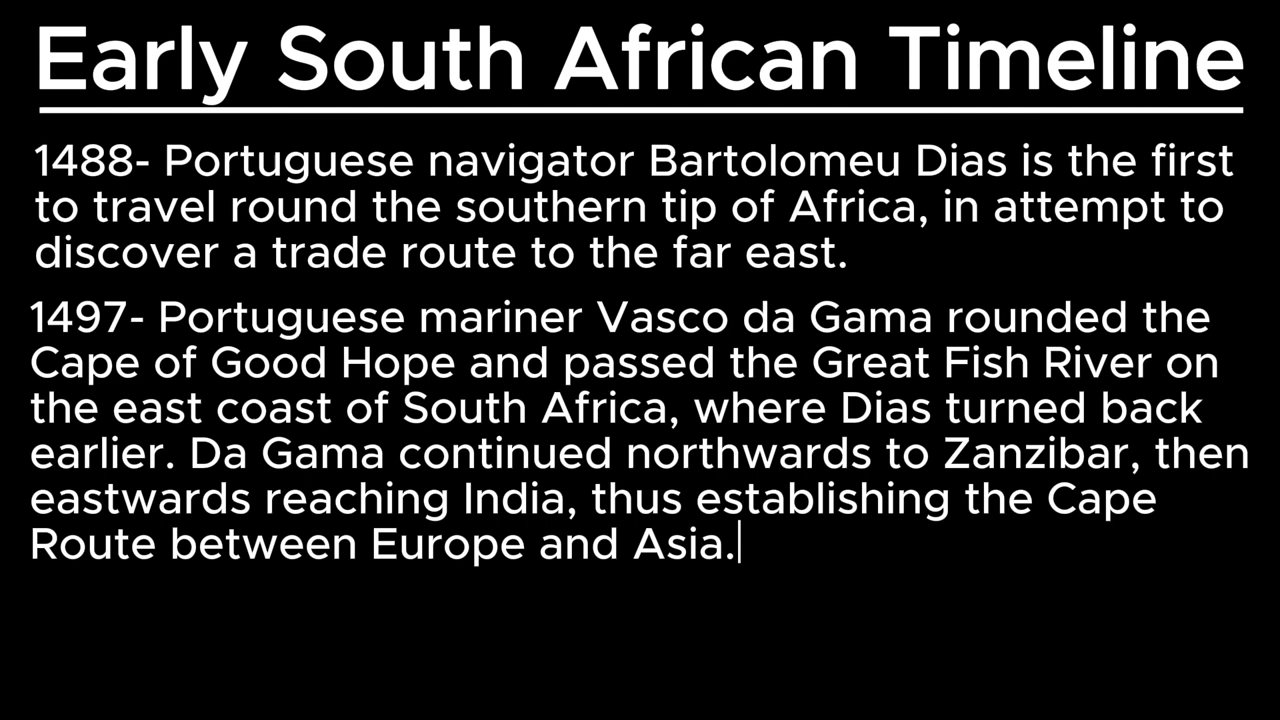 Early South African Timeline
1488- Portuguese navigator Bartolomeu Dias is the first
to travel round the southern tip of Africa, in attempt to
discover a trade route to the far east.
1497- Portuguese mariner Vasco da Gama rounded the
Cape of Good Hope and passed the Great Fish River on
the east coast of South Africa, where Dias turned back
earlier. Da Gama continued northwards to Zanzibar, then
eastwards reaching India, thus establishing the Cape
Route between Europe and Asia.